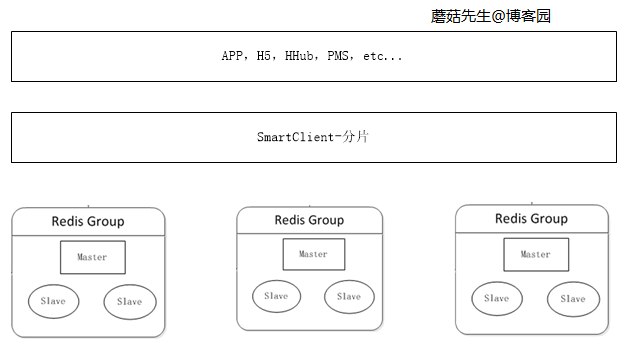 蘑菇先生@博客园
APP, H5, HHub, PMS, etc...
SmartClient-分片
Redis Group
Master
Slave
Slave
Redis Group
Master
Slave
Slave
Redis Group
Master
Slave
Slave